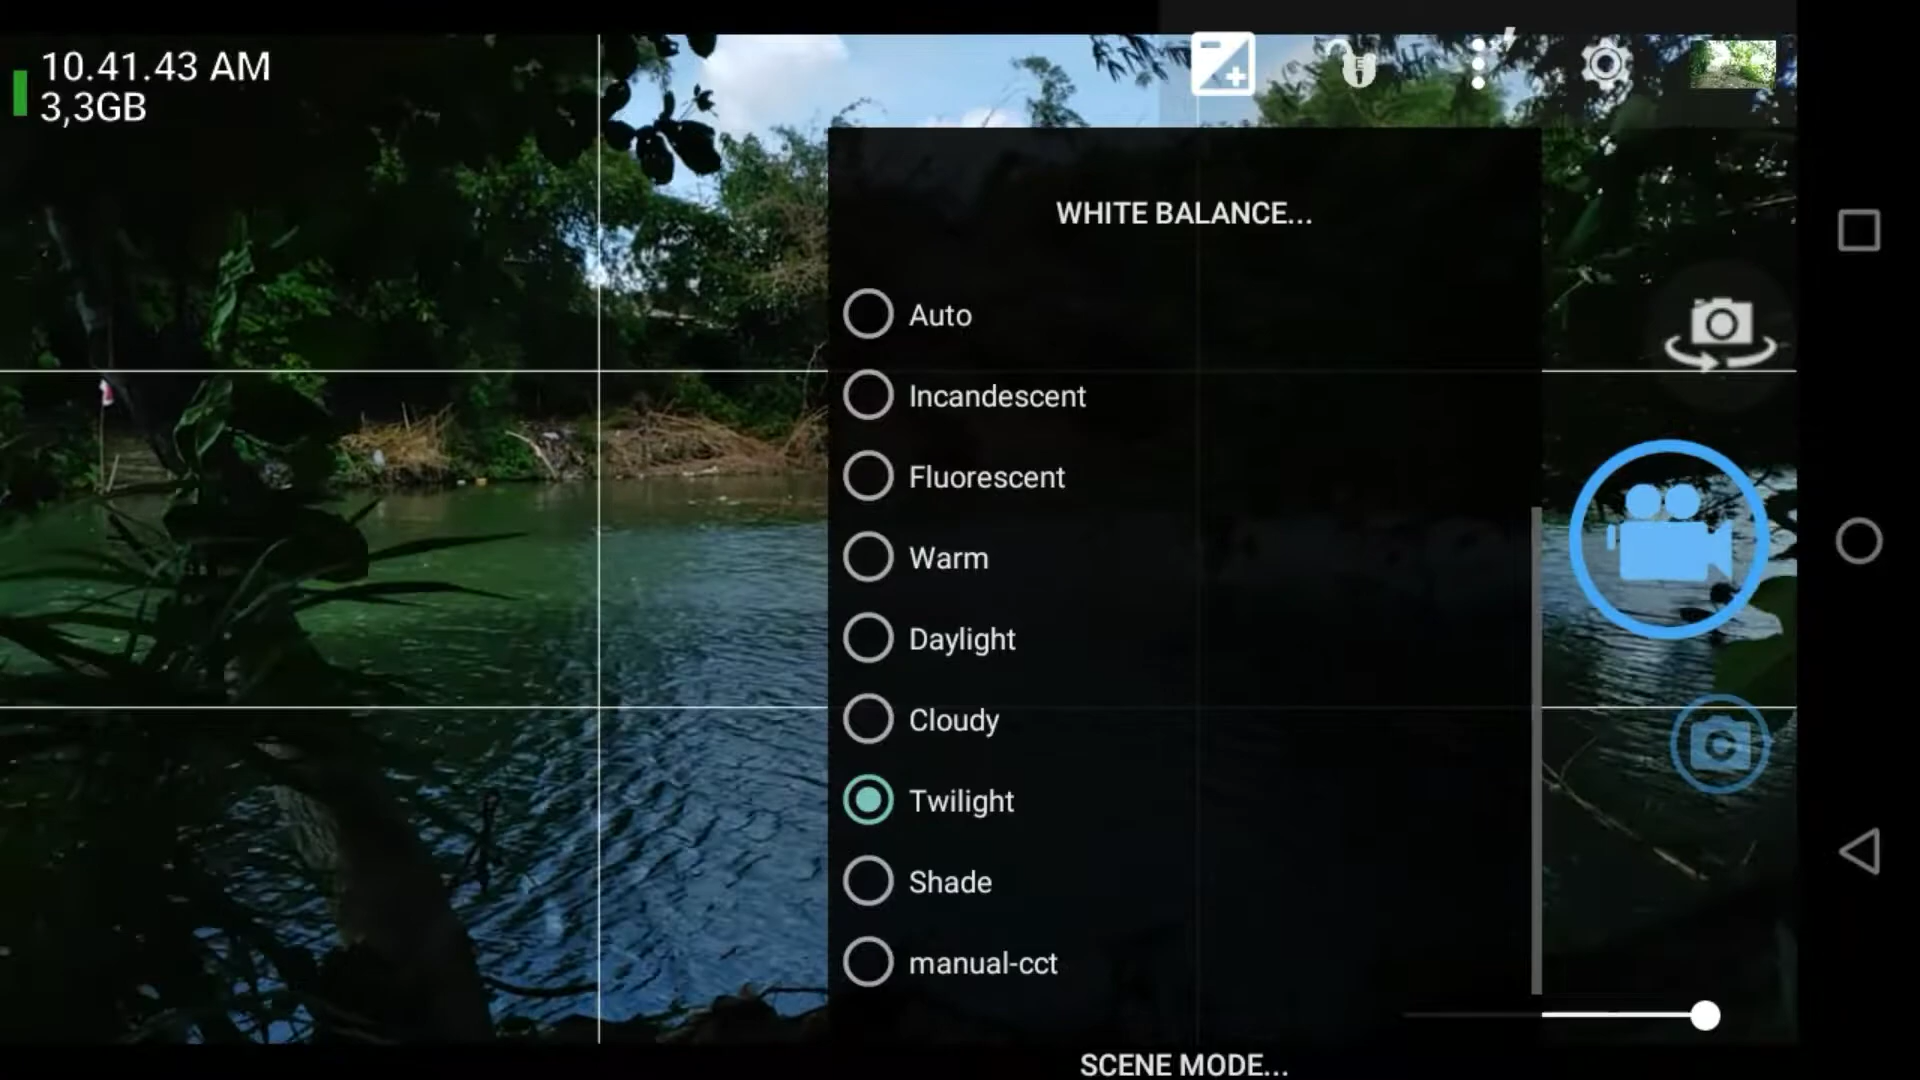 10.41.43 AM
3,3GB
WHITE BALANCE...
Auto
Incandescent
Fluorescent
Warm
Daylight
Cloudy
Twilight
Shade
manual-cct
SCENE MODE...